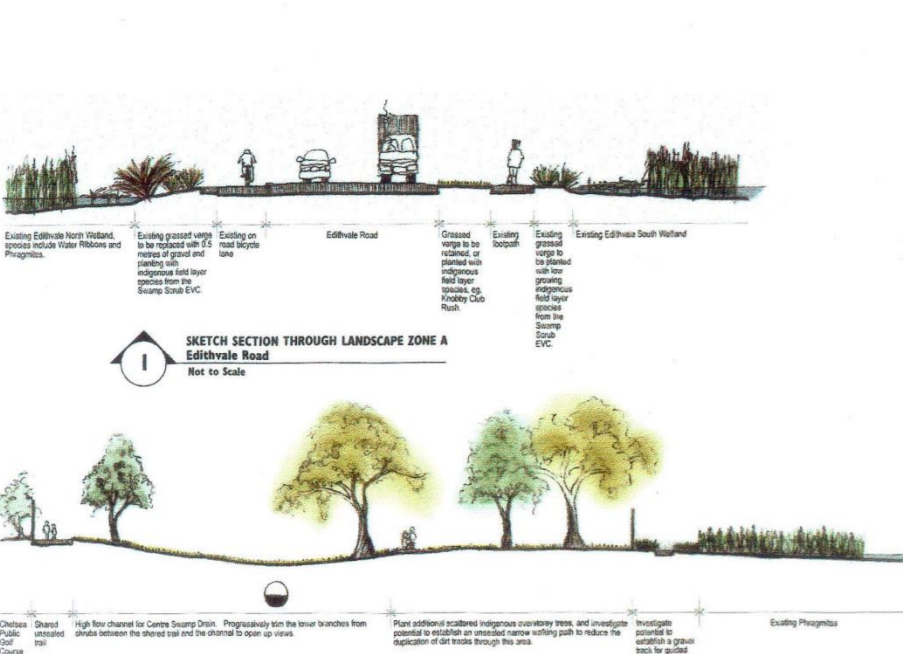 Existing Edithvale North Wetland,
species include Water Ribbons and
Phragmites.
Existing grassed verge
to be replaced with 0.5
metres of gravel and
planting with
indigenous field layer
species from the
Swamp Scrub EVC.
Existing on
road bicycle
lane
Edithvale Road
Grassed
verge to be
retained, or
planted with
indigenous
field layer
species, eg.
Knobby Club
Rush.
Existing
footpath
Existing
grassed
verge to
be planted
with low
growing
indigenous
field layer
species
from the
Swamp
Scrub
EVC.
Existing Edithvale South Wetland
1
SKETCH SECTION THROUGH LANDSCAPE ZONE A
Edithvale Road
Not to Scale
Chelsea
Public
Golf
Course
Shared
unsealed
trail
High flow channel for Centre Swamp Drain. Progressively trim the lower branches from
shrubs between the shared trail and the channel to open up views.
Plant additional scattered indigenous overstorey trees, and investigate
potential to establish an unsealed narrow walking path to reduce the
duplication of dirt tracks through this area.
Investigate
potential to
establish a gravel
track for guided
Existing Phragmites